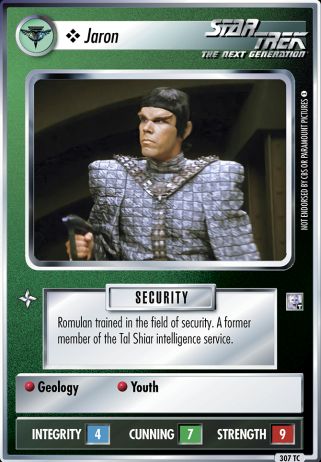 Jaron
STAR TREK
THE NEXT GENERATION
NOT ENDORSED BY CBS OR PARAMOUNT PICTURES
SECURITY
Romulan trained in the field of security. A former
member of the Tal Shiar intelligence service.
Geology Youth
INTEGRITY 4 CUNNING 7 STRENGTH 9
307 TC